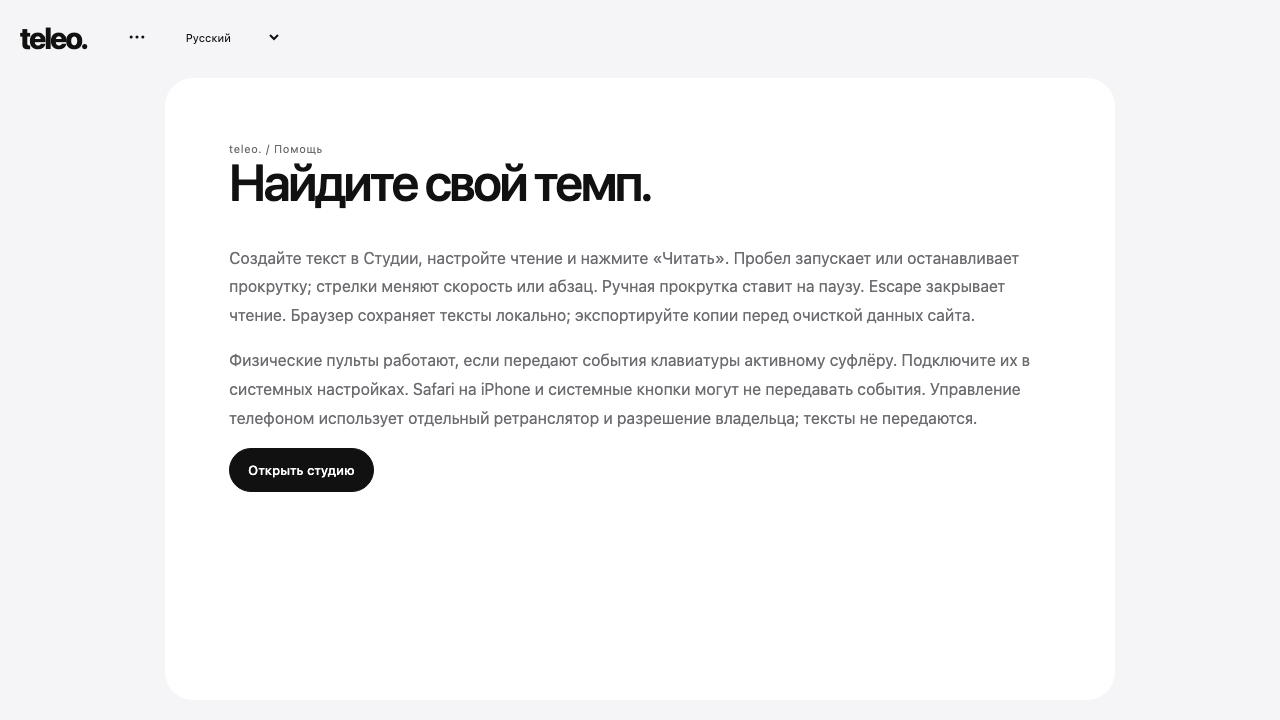 teleo.
Русский
teleo. / Помощь
Найдите свой темп.
Создайте текст в Студии, настройте чтение и нажмите «Читать». Пробел запускает или останавливает
прокрутку; стрелки меняют скорость или абзац. Ручная прокрутка ставит на паузу. Escape закрывает
чтение. Браузер сохраняет тексты локально; экспортируйте копии перед очисткой данных сайта.
Физические пульты работают, если передают события клавиатуры активному суфлёру. Подключите их в
системных настройках. Safari на iPhone и системные кнопки могут не передавать события. Управление
телефоном использует отдельный ретранслятор и разрешение владельца; тексты не передаются.
Открыть студию